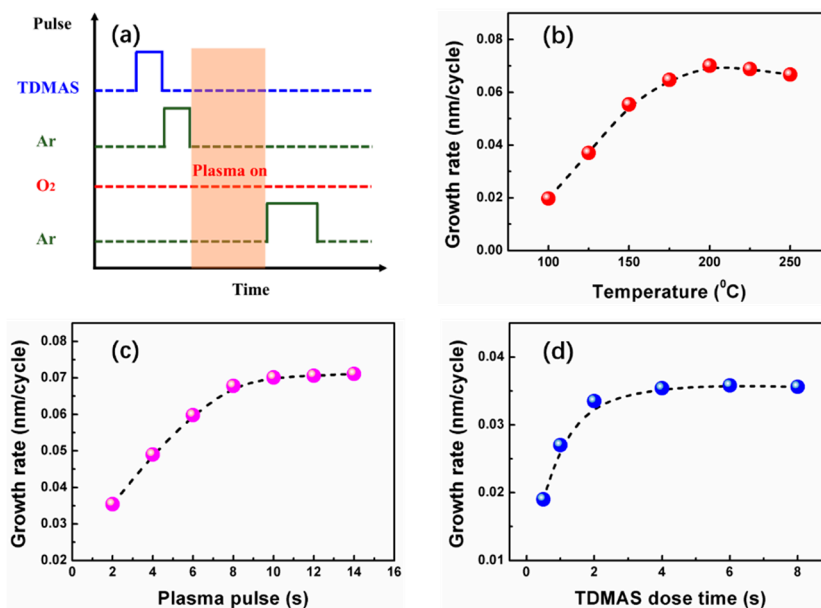 Pulse
(a)
TDMAS
Ar
Plasma on
O2
Ar
Time
(b)
Growth rate (nm/cycle)
0.08
0.06
0.04
0.02
0.00
100 150 200 250
Temperature (⁰C)
(c)
Growth rate (nm/cycle)
0.08
0.07
0.06
0.05
0.04
0.03
0.02
0 2 4 6 8 10 12 14 16
Plasma pulse (s)
(d)
Growth rate (nm/cycle)
0.04
0.03
0.02
0.01
0 2 4 6 8
TDMAS dose time (s)